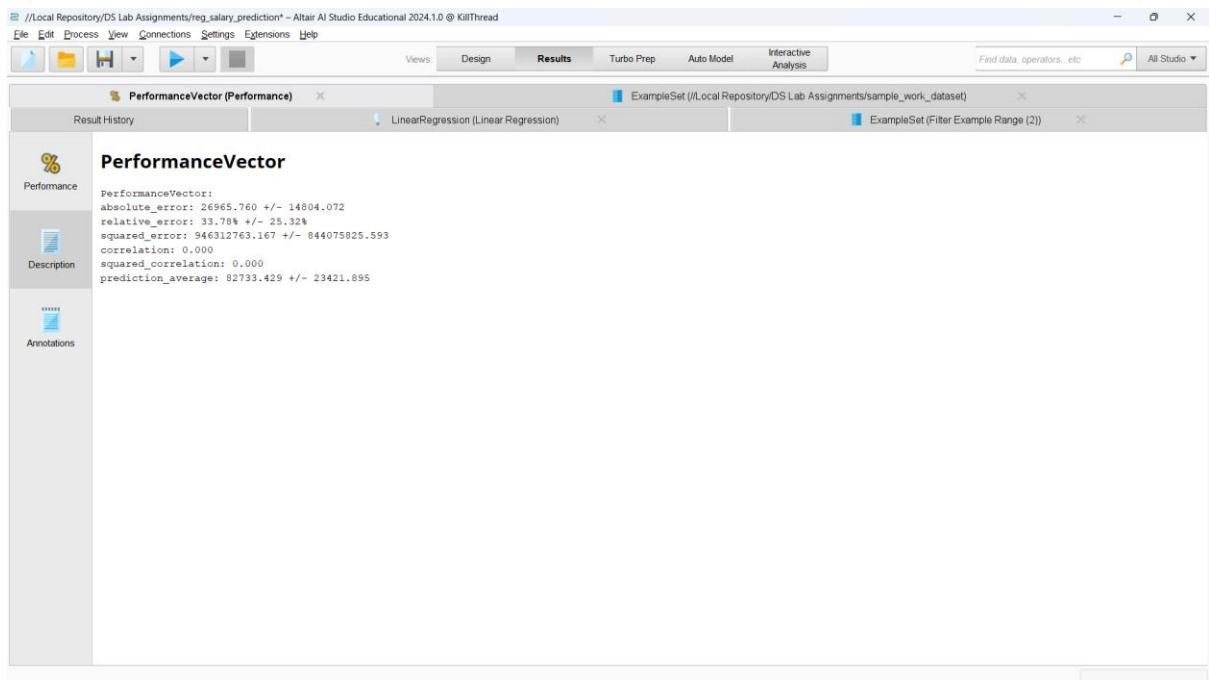 //Local Repository/DS Lab Assignments/reg_salary_prediction* – Altair AI Studio Educational 2024.1.0 @ KillThread
File Edit Process View Connections Settings Extensions Help
Views: Design Results Turbo Prep Auto Model Interactive Analysis Find data, operators...etc All Studio
PerformanceVector (Performance) ExampleSet (//Local Repository/DS Lab Assignments/sample_work_dataset)
Result History LinearRegression (Linear Regression) ExampleSet (Filter Example Range (2))
Performance
Description
Annotations
PerformanceVector
PerformanceVector:
absolute_error: 26965.760 +/- 14804.072
relative_error: 33.78% +/- 25.32%
squared_error: 946312763.167 +/- 844075825.593
correlation: 0.000
squared_correlation: 0.000
prediction_average: 82733.429 +/- 23421.895